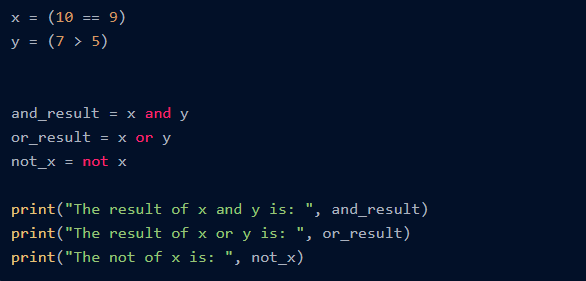 x = (10 == 9)
y = (7 > 5)
and_result = x and y
or_result = x or y
not_x = not x
print("The result of x and y is: ", and_result)
print("The result of x or y is: ", or_result)
print("The not of x is: ", not_x)